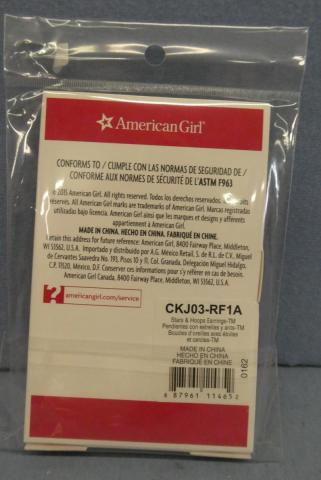 American Girl®
CONFORMS TO / CUMPLE CON LAS NORMAS DE SEGURIDAD DE /
CONFORME AUX NORMES DE SÉCURITÉ DE L'ASTM F963
©2015 American Girl. All rights reserved. Todos los derechos reservados.
All American Girl marks are trademarks of American Girl. Marcas registradas
utilizadas bajo licencia. American Girl ainsi que les marques et designs y afférents
appartiennent à American Girl.
MADE IN CHINA. HECHO EN CHINA. FABRIQUÉ EN CHINE.
Retain this address for future reference: American Girl, 8400 Fairway Place, Middleton,
WI 53562, U.S.A. Importado y distribuido por A.G. México Retail, S. de R.L. de C.V., Miguel
de Cervantes Saavedra No. 193, Pisos 10 y 11, Col. Granada, Delegación Miguel Hidalgo,
C.P. 11520, México, D.F. Conserver ces informations pour s'y référer en cas de besoin.
American Girl Canada, 8400 Fairway Place, Middleton, WI 53562, U.S.A.
? americangirl.com/service
CKJ03-RF1A
Stars & Hoops Earrings-TM
Pendientes con estrellas y aros-TM
Boucles d'oreilles avec étoiles
et cercles-TM
MADE IN CHINA
HECHO EN CHINA
FABRIQUÉ EN CHINE
0162
6 87961 11465 2